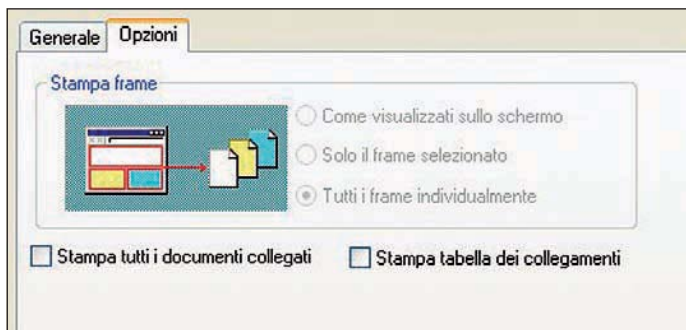 Generale Opzioni
Stampa frame
Come visualizzati sullo schermo
Solo il frame selezionato
Tutti i frame individualmente
Stampa tutti i documenti collegati Stampa tabella dei collegamenti